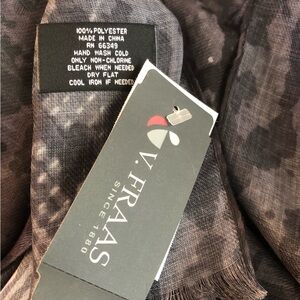 100% POLYESTER
MADE IN CHINA
RN 66349
HAND WASH COLD
ONLY NON-CHLORINE
BLEACH WHEN NEEDED
DRY FLAT
COOL IRON IF NEEDED
V. FRAAS
SINCE 1880